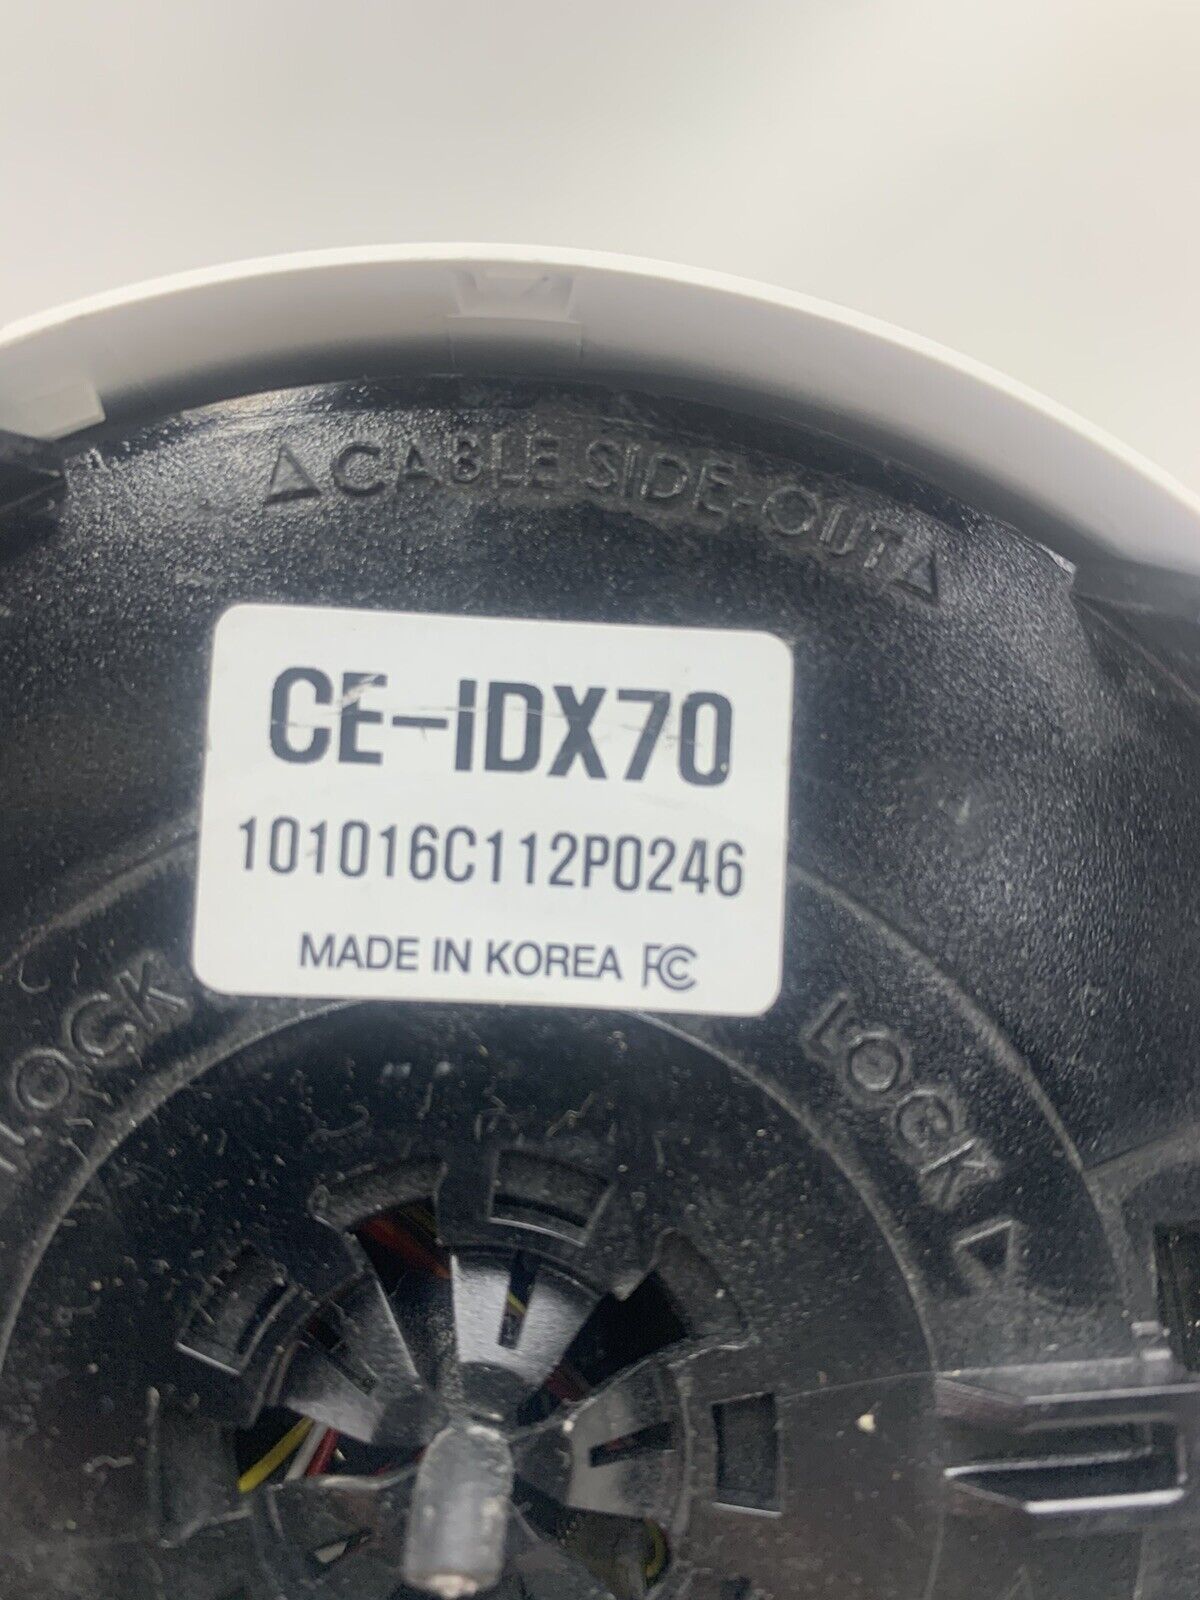 △CABLE SIDE-OUT△
CE-IDX70
101016C112P0246
MADE IN KOREA FC
LOCK
LOCK